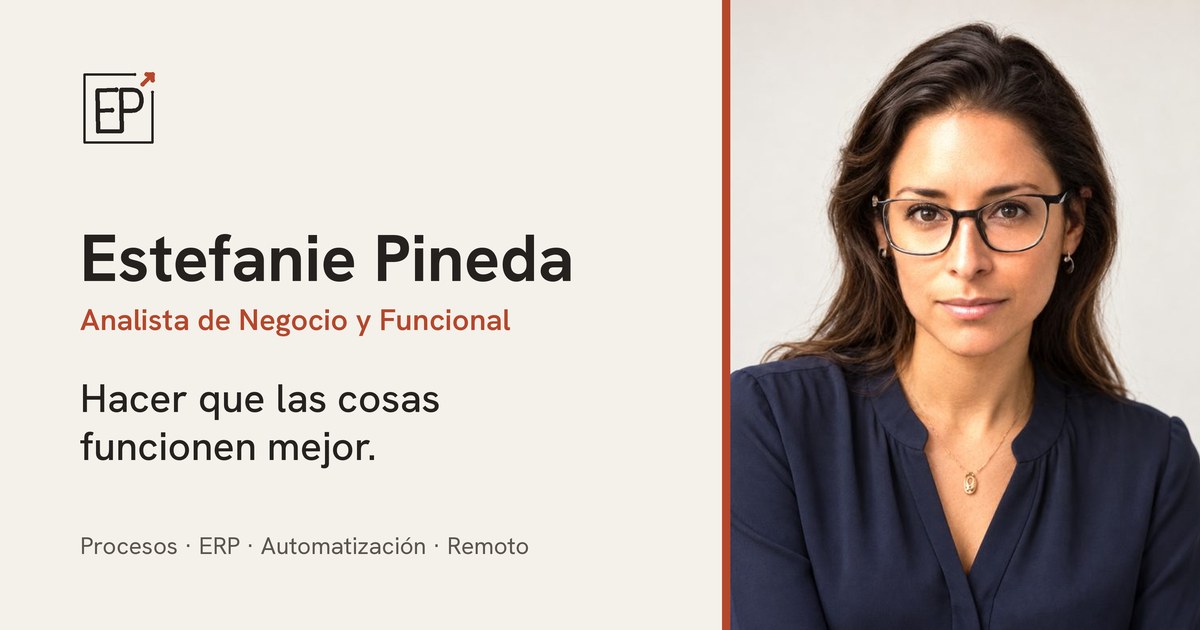 EP
Estefanie Pineda
Analista de Negocio y Funcional
Hacer que las cosas
funcionen mejor.
Procesos · ERP · Automatización · Remoto